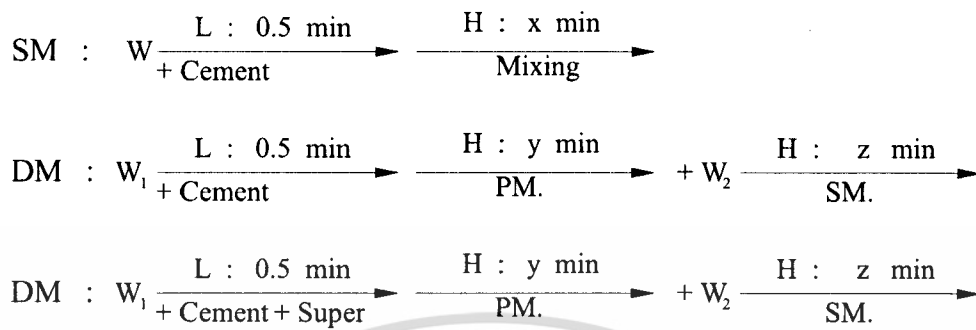 L : 0.5 min H : x min
SM : W + Cement Mixing
L : 0.5 min H : y min H : z min
DM : W₁ + Cement PM. + W₂ SM.
L : 0.5 min H : y min H : z min
DM : W₁ + Cement + Super PM. + W₂ SM.